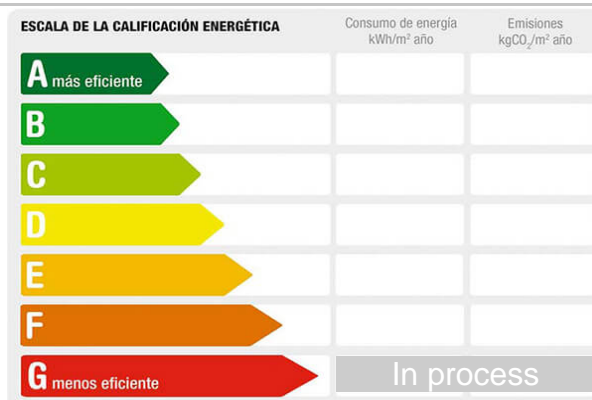 ESCALA DE LA CALIFICACIÓN ENERGÉTICA
Consumo de energía
kWh/m² año
Emisiones
kgCO₂/m² año
A más eficiente
B
C
D
E
F
G menos eficiente
In process